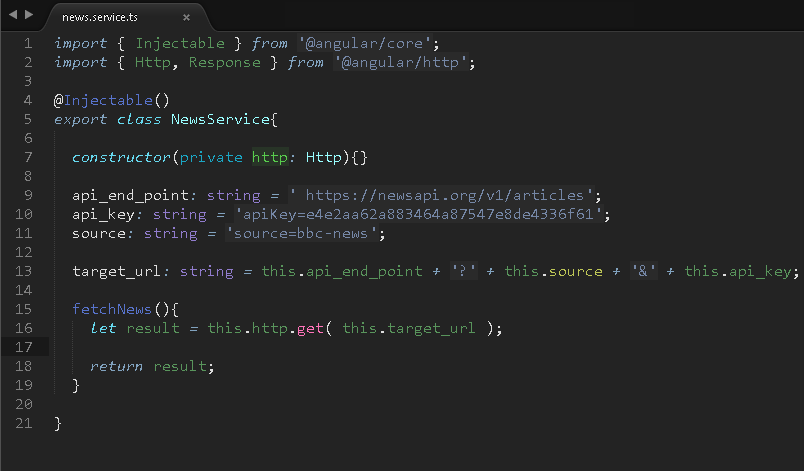 news.service.ts ×
1 import { Injectable } from '@angular/core';
2 import { Http, Response } from '@angular/http';
3
4 @Injectable()
5 export class NewsService{
6
7 constructor(private http: Http){}
8
9 api_end_point: string = ' https://newsapi.org/v1/articles';
10 api_key: string = 'apiKey=e4e2aa62a883464a87547e8de4336f61';
11 source: string = 'source=bbc-news';
12
13 target_url: string = this.api_end_point + '?' + this.source + '&' + this.api_key;
14
15 fetchNews(){
16 let result = this.http.get( this.target_url );
17
18 return result;
19 }
20
21 }